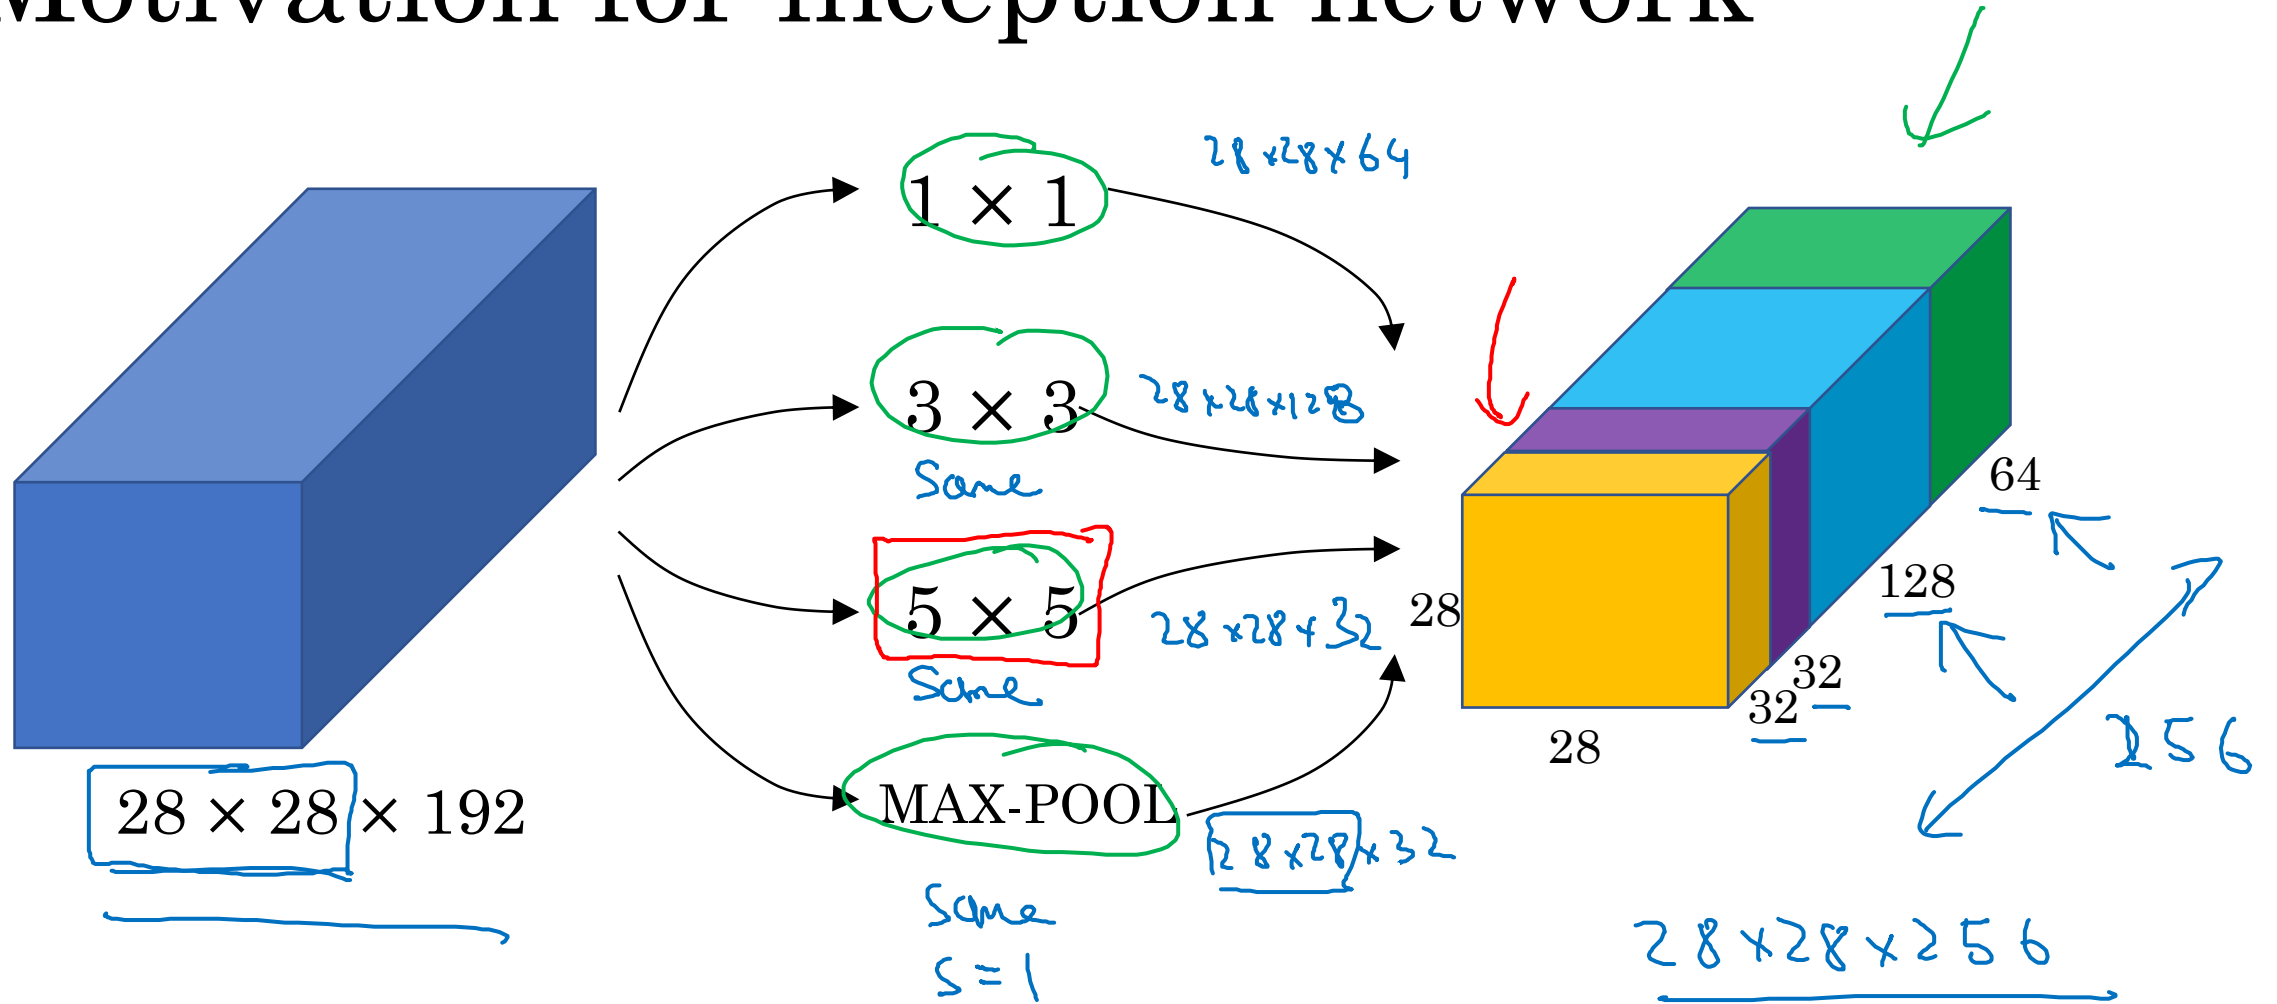 Motivation for inception network
1 × 1
28×28×64
3 × 3
28×28×128
Same
5 × 5
28×28×32
Same
MAX-POOL
28×28×32
Same
s=1
28 × 28 × 192
28
28
32
32
128
64
256
28×28×256